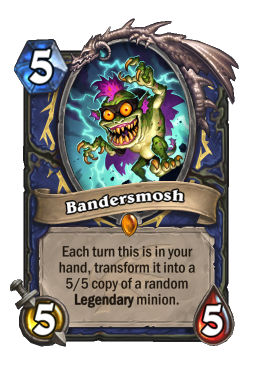 5
Bandersmosh
Each turn this is in your
hand, transform it into a
5/5 copy of a random
Legendary minion.
5 5